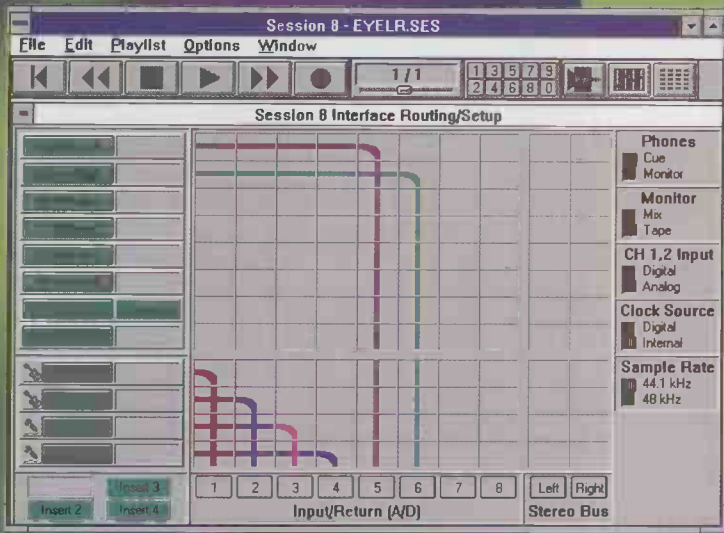 Session 8 - EYELR.SES
File Edit Playlist Options Window
1/1
1 3 5 7 9
2 4 6 8 0
Session 8 Interface Routing/Setup
Phones
Cue
Monitor
Monitor
Mix
Tape
CH 1,2 Input
Digital
Analog
Clock Source
Digital
Internal
Sample Rate
44.1 kHz
48 kHz
Insert 3
Insert 2 Insert 4
1 2 3 4 5 6 7 8 Left Right
Input/Return (A/D) Stereo Bus